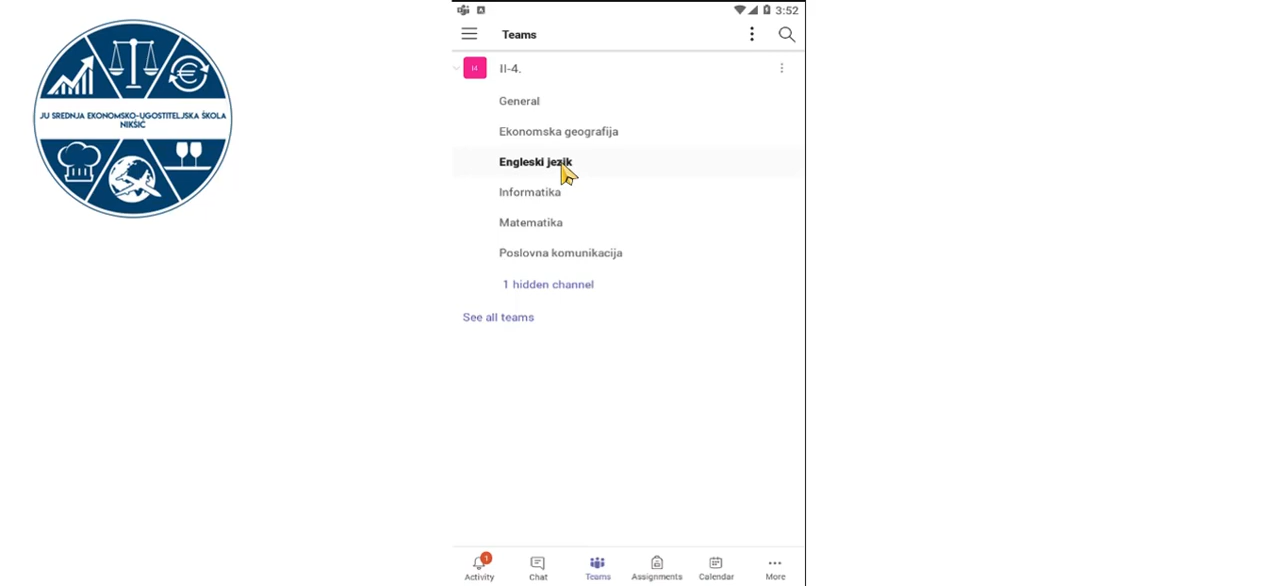 JU SREDNJA EKONOMSKO-UGOSTITELJSKA ŠKOLA
NIKŠIĆ
3:52
Teams
II-4.
General
Ekonomska geografija
Engleski jezik
Informatika
Matematika
Poslovna komunikacija
1 hidden channel
See all teams
1
Activity
Chat
Teams
Assignments
Calendar
More